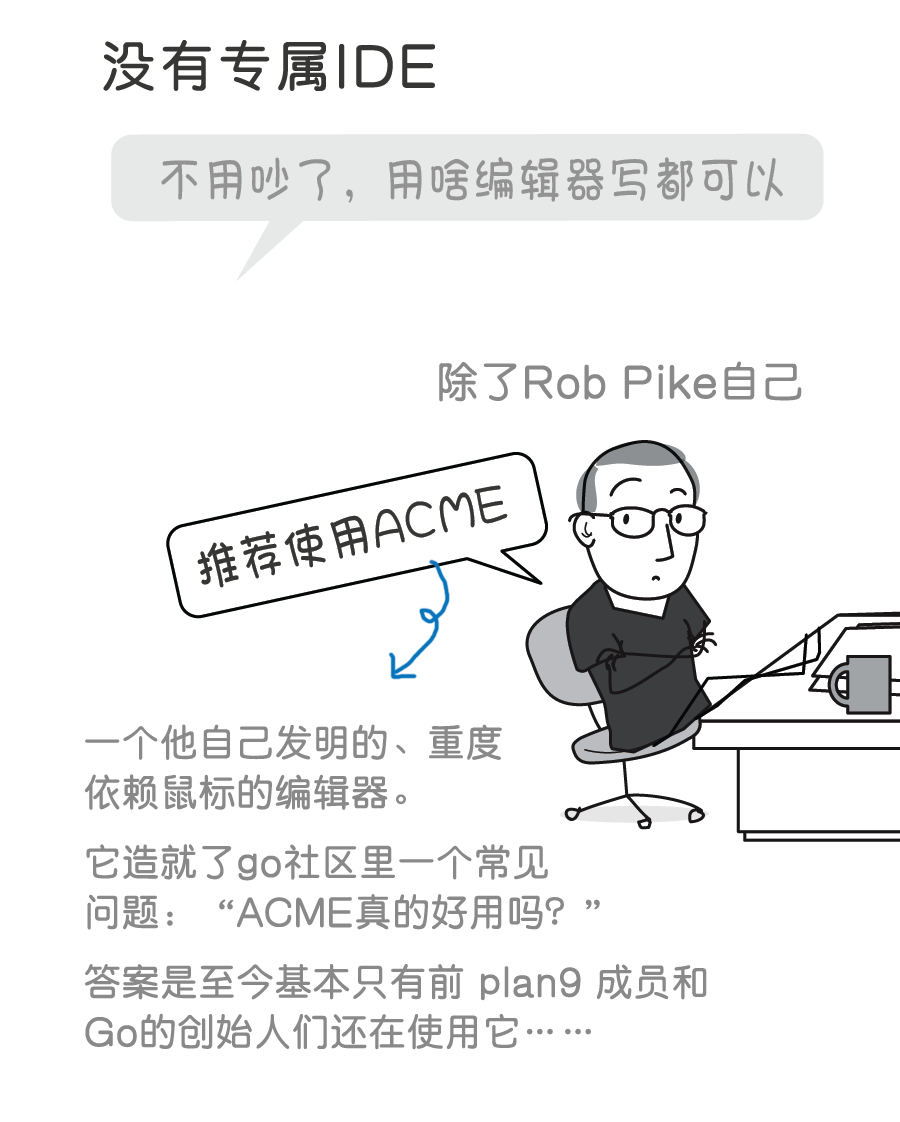 没有专属IDE
不用吵了，用啥编辑器写都可以
除了Rob Pike自己
推荐使用ACME
一个他自己发明的、重度
依赖鼠标的编辑器。
它造就了go社区里一个常见
问题：“ACME真的好用吗？”
答案是至今基本只有前 plan9 成员和
Go的创始人们还在使用它……